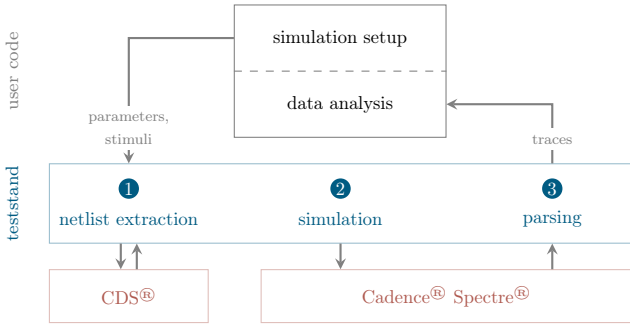 user code
simulation setup
data analysis
parameters,
stimuli
traces
teststand
1 2 3
netlist extraction simulation parsing
CDS® Cadence® Spectre®